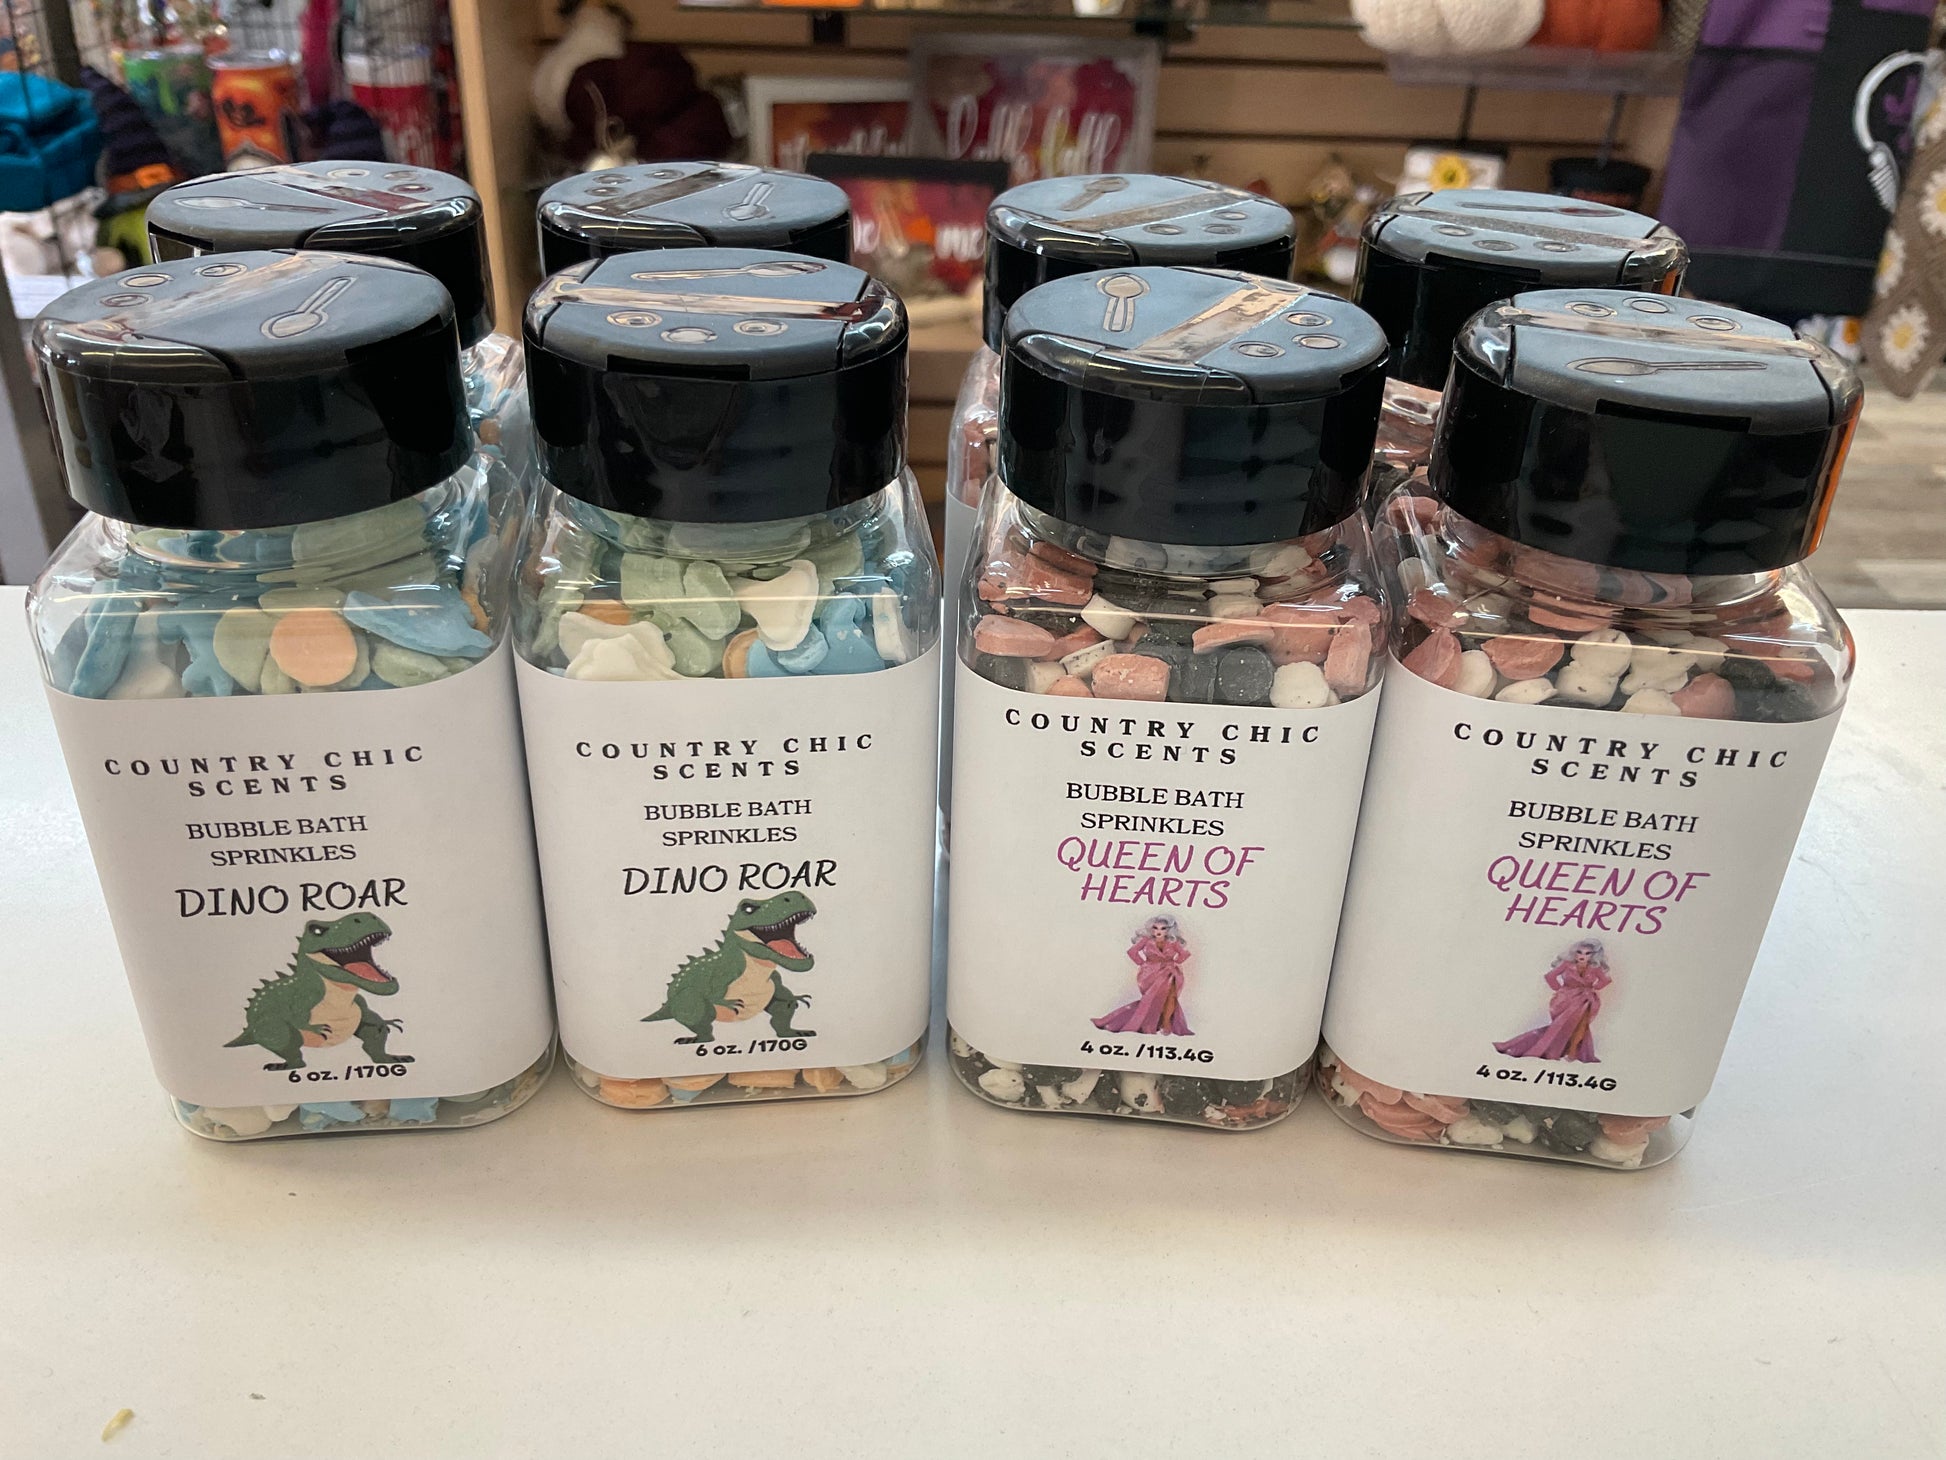 COUNTRY CHIC
SCENTS
BUBBLE BATH
SPRINKLES
DINO ROAR
6 oz. /170G
COUNTRY CHIC
SCENTS
BUBBLE BATH
SPRINKLES
DINO ROAR
6 oz. /170G
COUNTRY CHIC
SCENTS
BUBBLE BATH
SPRINKLES
QUEEN OF
HEARTS
4 oz. /113.4G
COUNTRY CHIC
SCENTS
BUBBLE BATH
SPRINKLES
QUEEN OF
HEARTS
4 oz. /113.4G